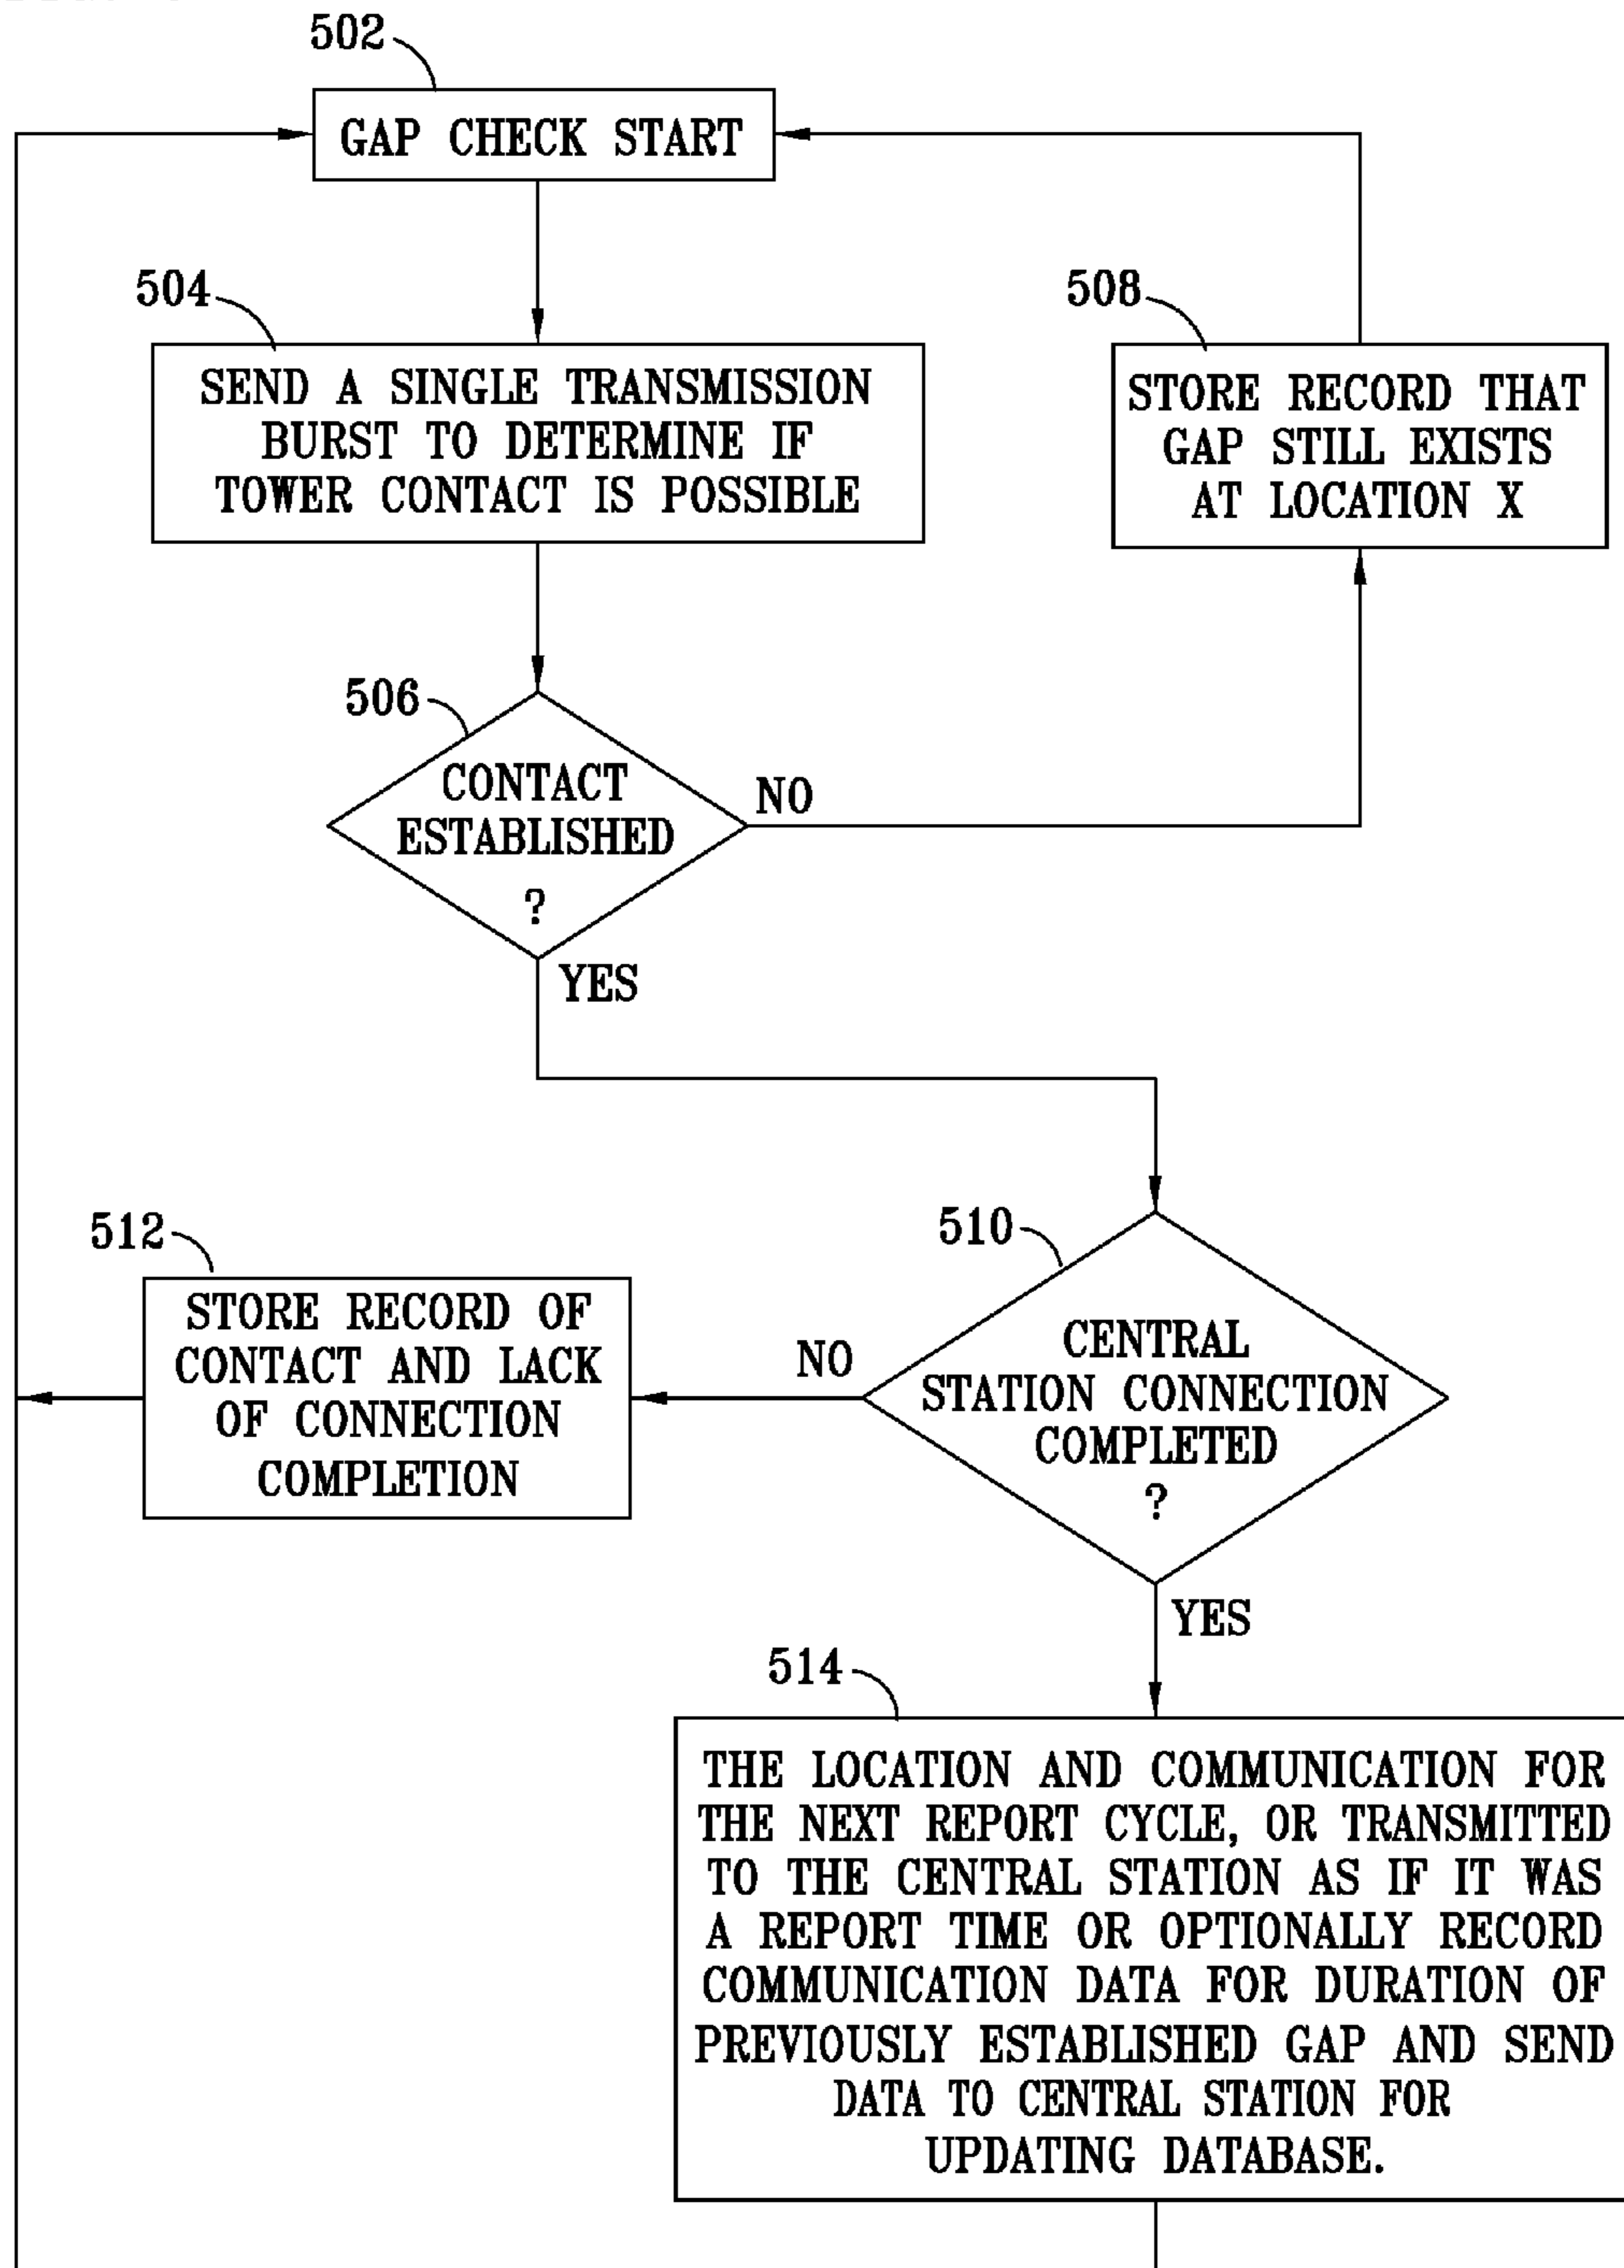 502
GAP CHECK START
504
SEND A SINGLE TRANSMISSION
BURST TO DETERMINE IF
TOWER CONTACT IS POSSIBLE
508
STORE RECORD THAT
GAP STILL EXISTS
AT LOCATION X
506
CONTACT
ESTABLISHED
?
NO
YES
510
CENTRAL
STATION CONNECTION
COMPLETED
?
NO
512
STORE RECORD OF
CONTACT AND LACK
OF CONNECTION
COMPLETION
YES
514
THE LOCATION AND COMMUNICATION FOR
THE NEXT REPORT CYCLE, OR TRANSMITTED
TO THE CENTRAL STATION AS IF IT WAS
A REPORT TIME OR OPTIONALLY RECORD
COMMUNICATION DATA FOR DURATION OF
PREVIOUSLY ESTABLISHED GAP AND SEND
DATA TO CENTRAL STATION FOR
UPDATING DATABASE.